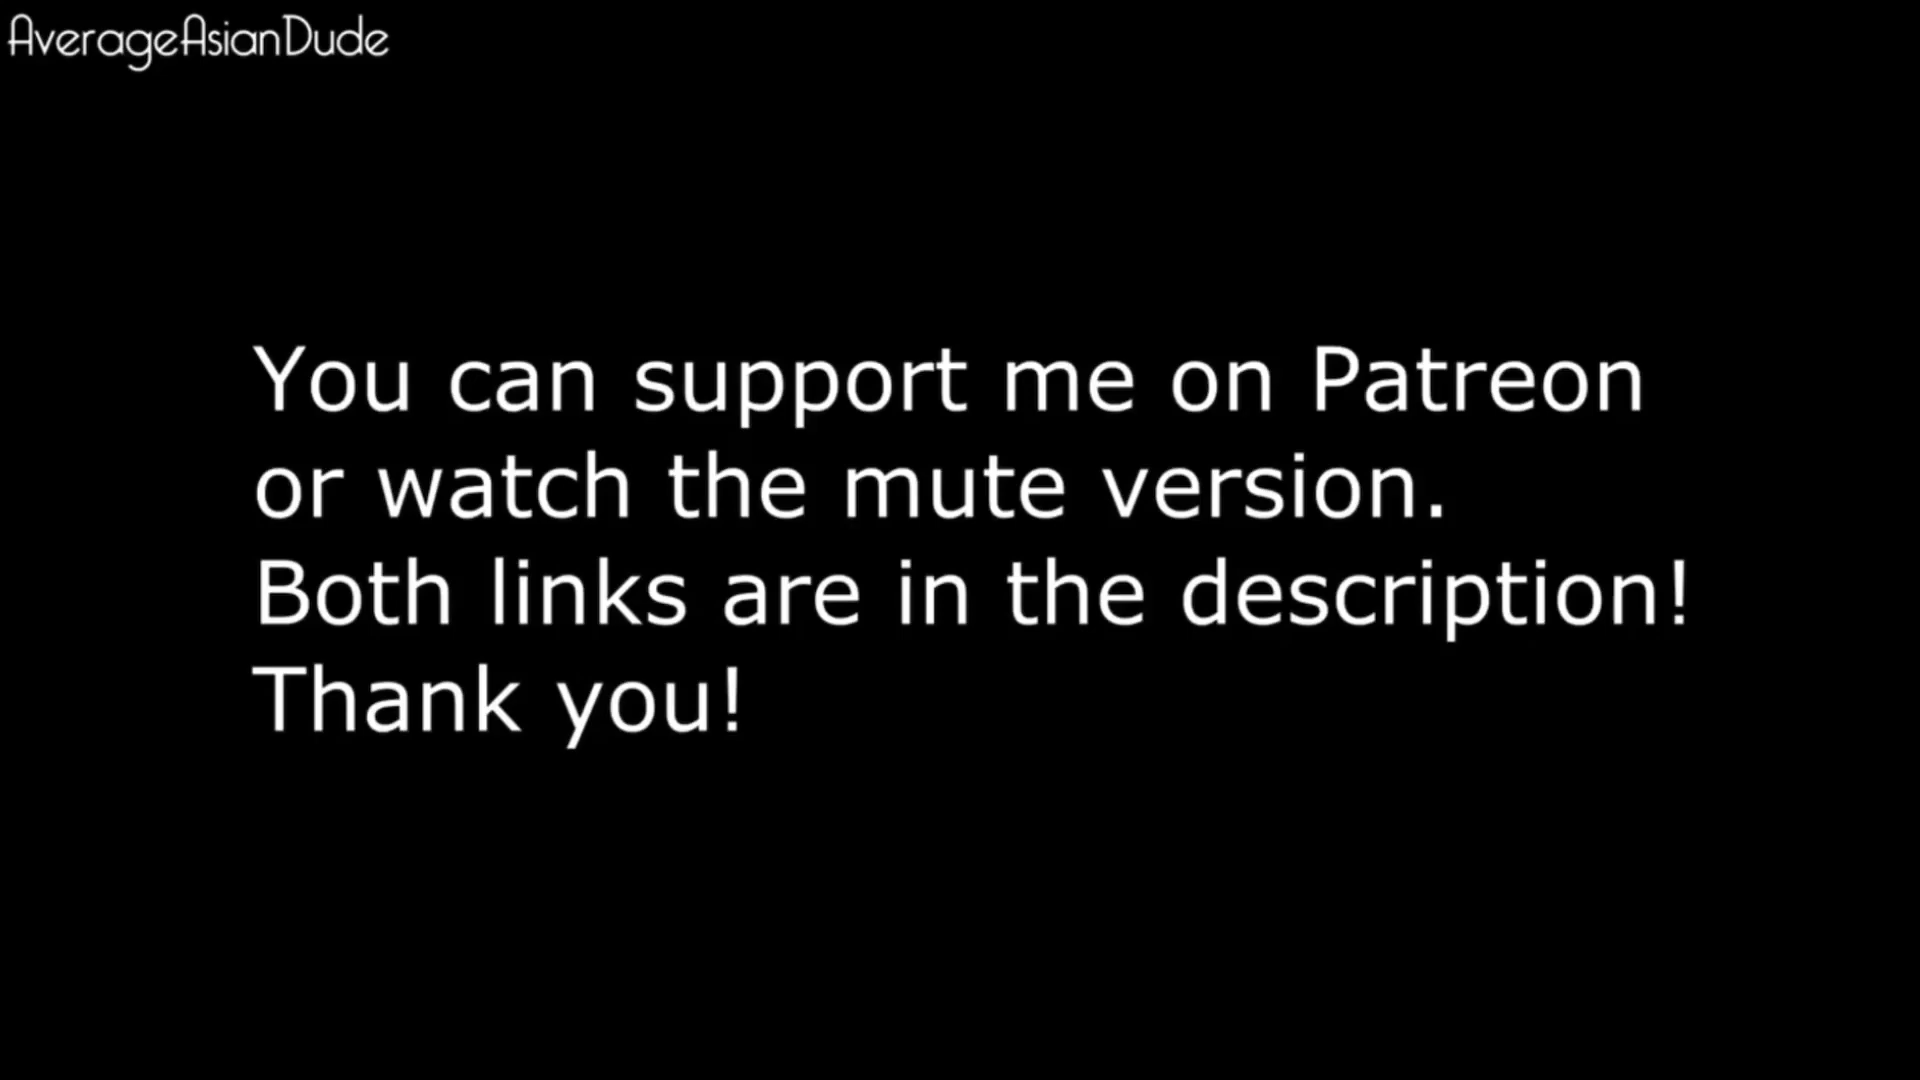 AverageAsianDude
You can support me on Patreon
or watch the mute version.
Both links are in the description!
Thank you!